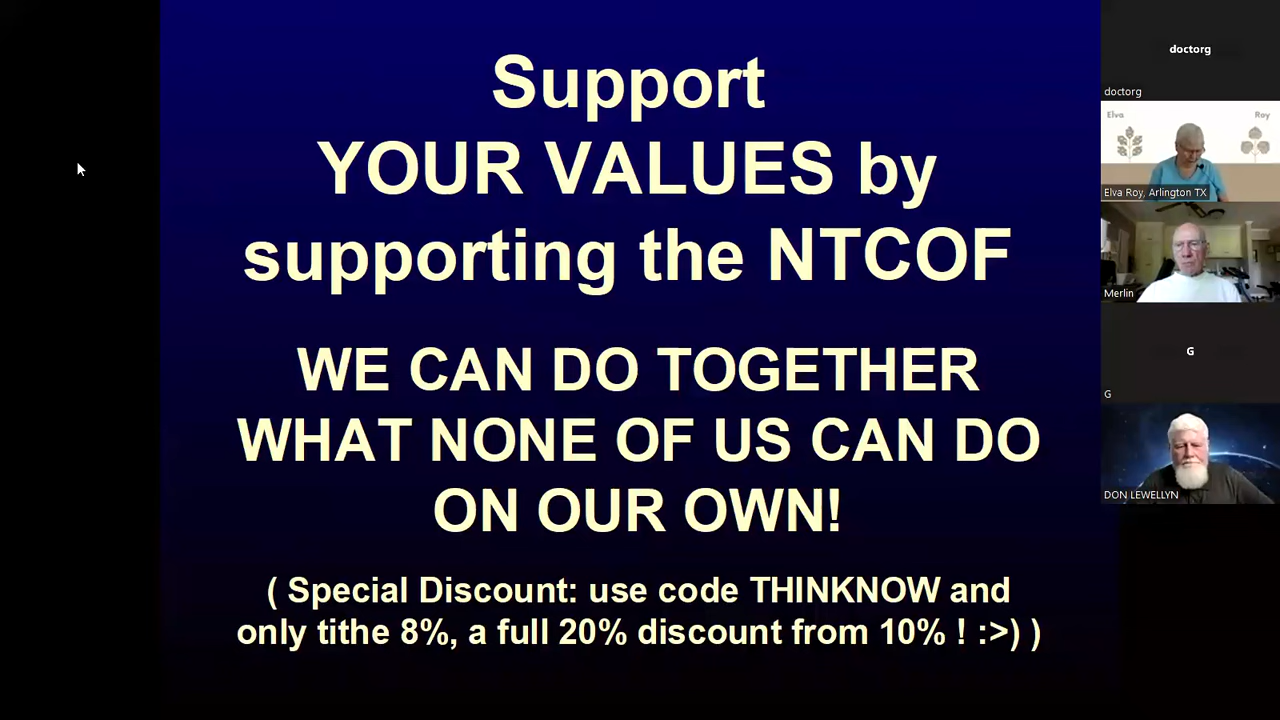 Support
YOUR VALUES by
supporting the NTCOF
WE CAN DO TOGETHER
WHAT NONE OF US CAN DO
ON OUR OWN!
( Special Discount: use code THINKNOW and
only tithe 8%, a full 20% discount from 10% ! :>) )
doctorg
doctorg
Elva
Roy
Elva Roy, Arlington TX
Merlin
G
G
DON LEWELLYN